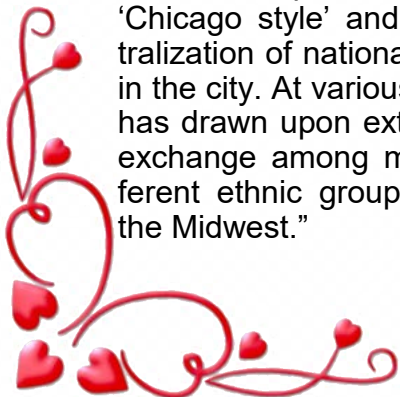 ‘Chicago style’ and
tralization of nationa
in the city. At various
has drawn upon ext
exchange among m
ferent ethnic group
the Midwest.”